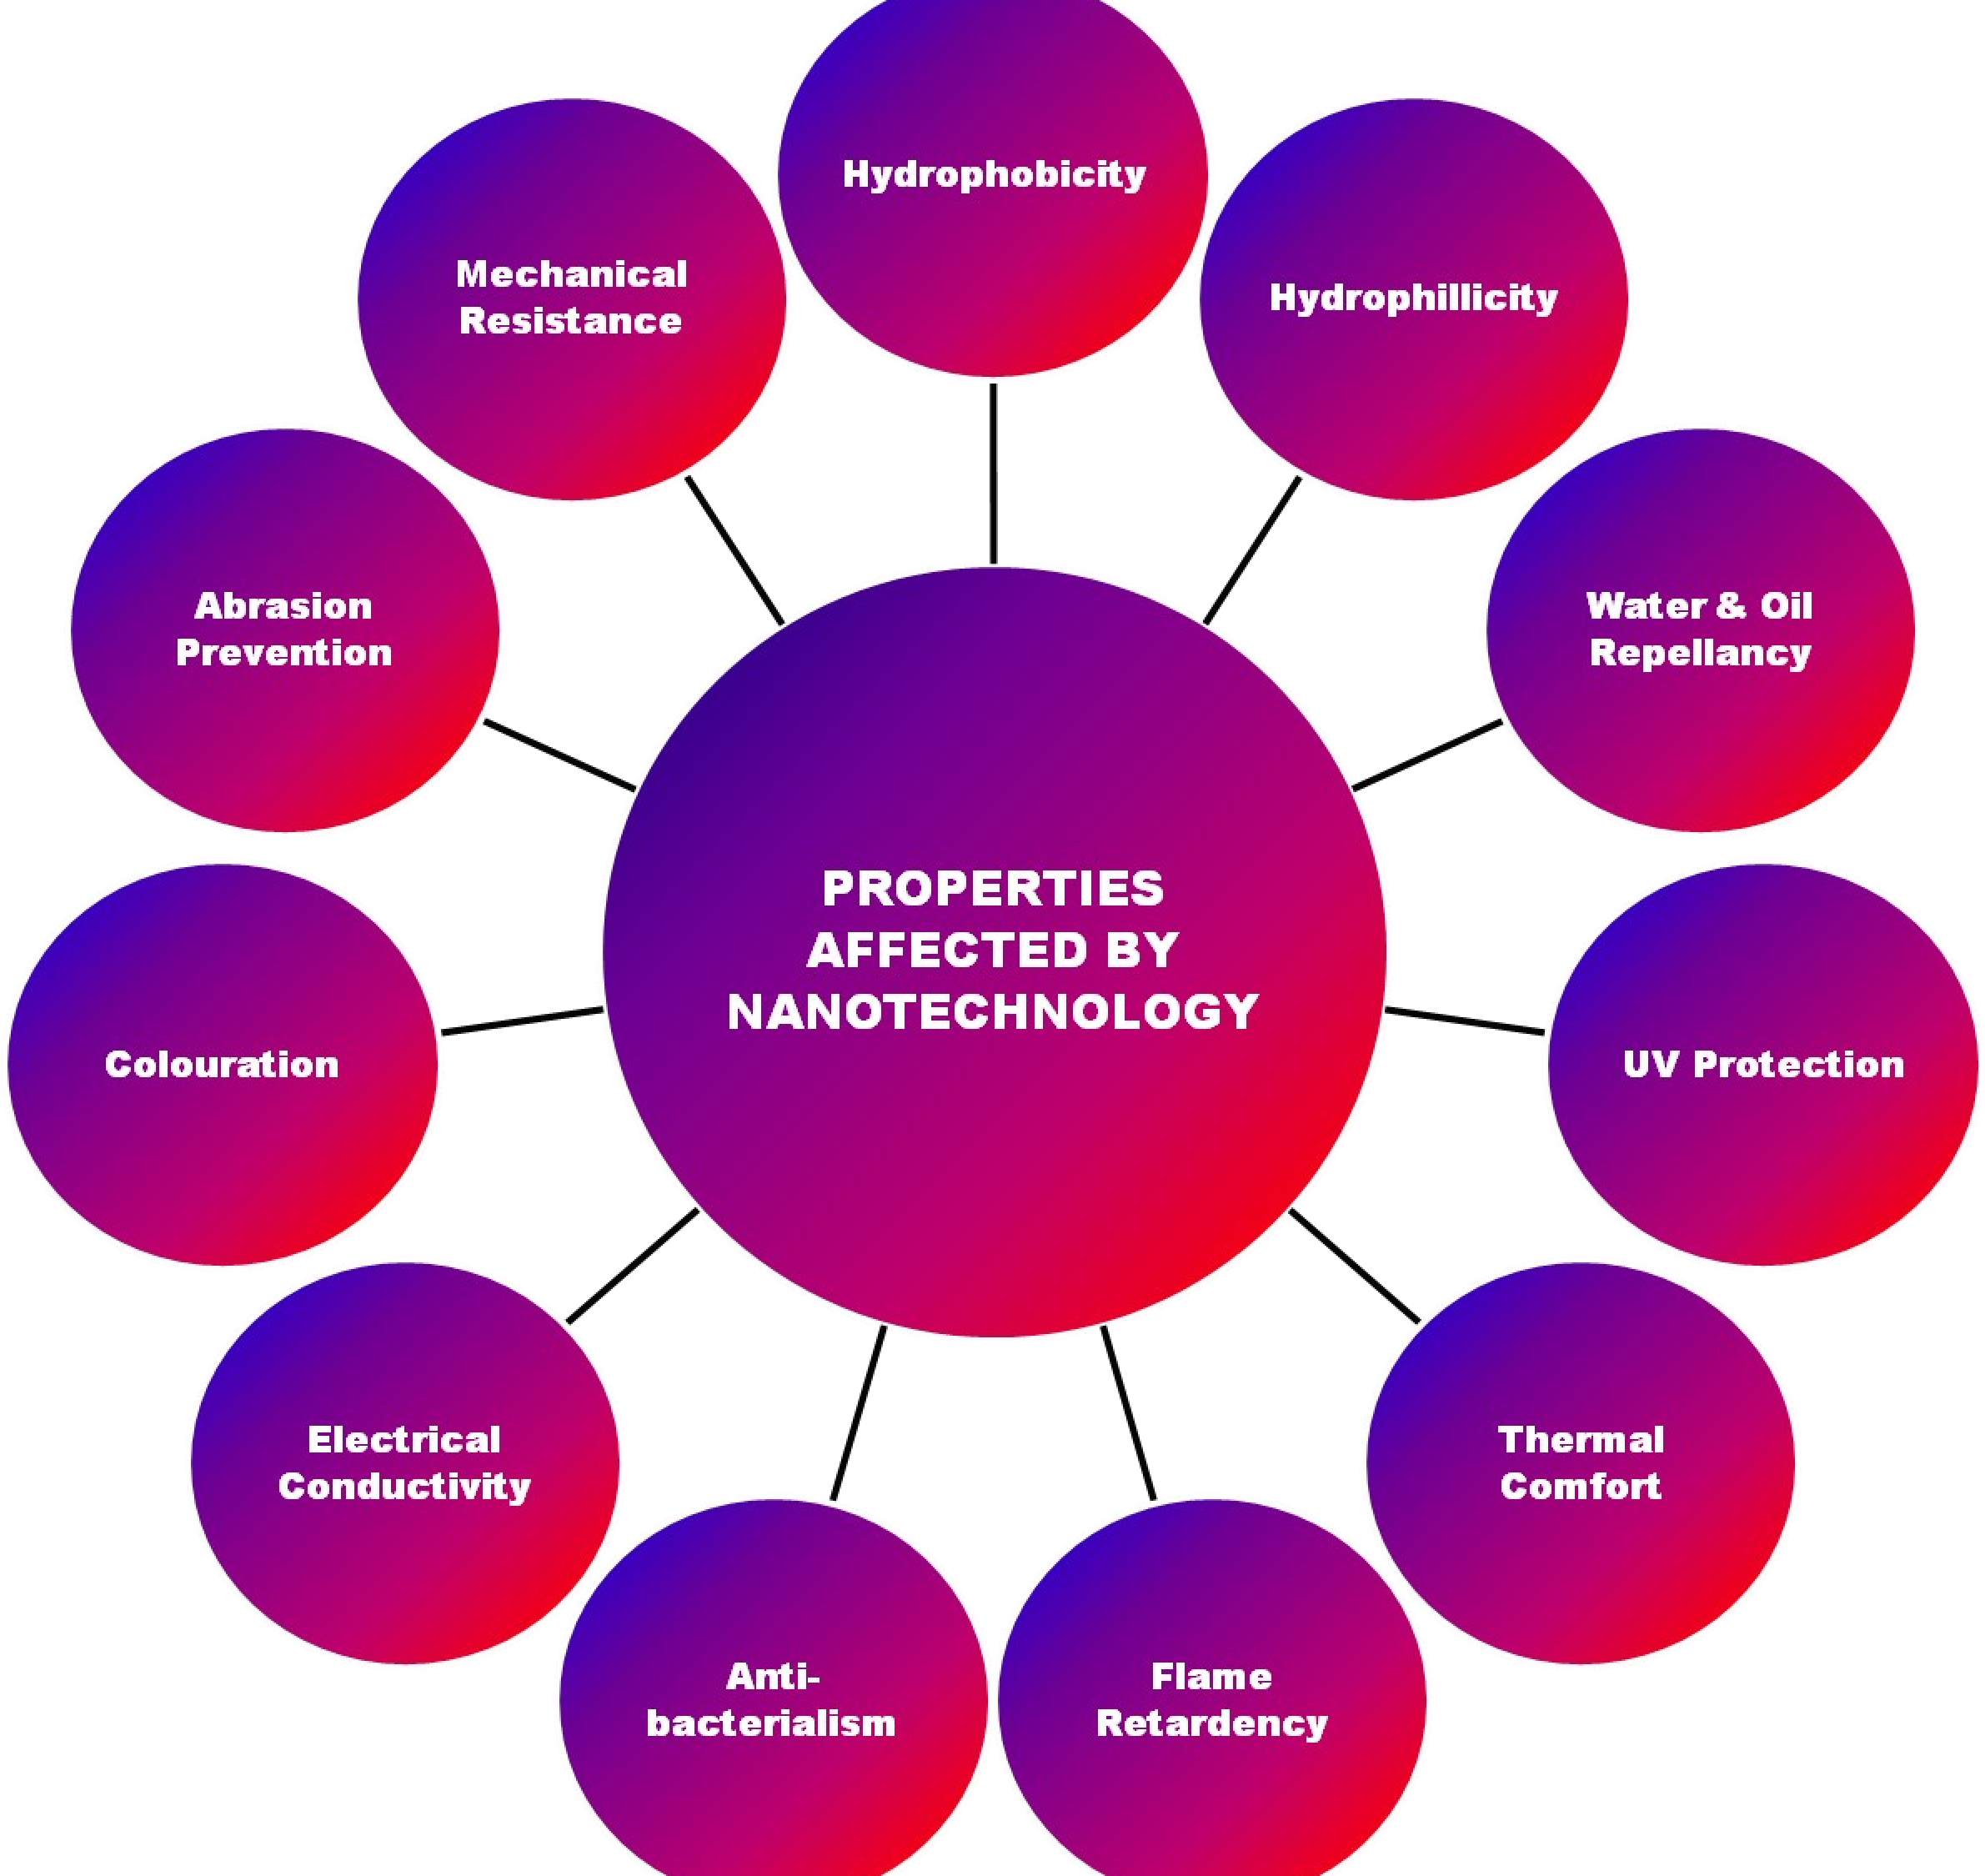 Hydrophobicity
Mechanical
Resistance
Hydrophillicity
Abrasion
Prevention
Water & Oil
Repellancy
PROPERTIES
AFFECTED BY
NANOTECHNOLOGY
Colouration
UV Protection
Electrical
Conductivity
Thermal
Comfort
Anti-
bacterialism
Flame
Retardency